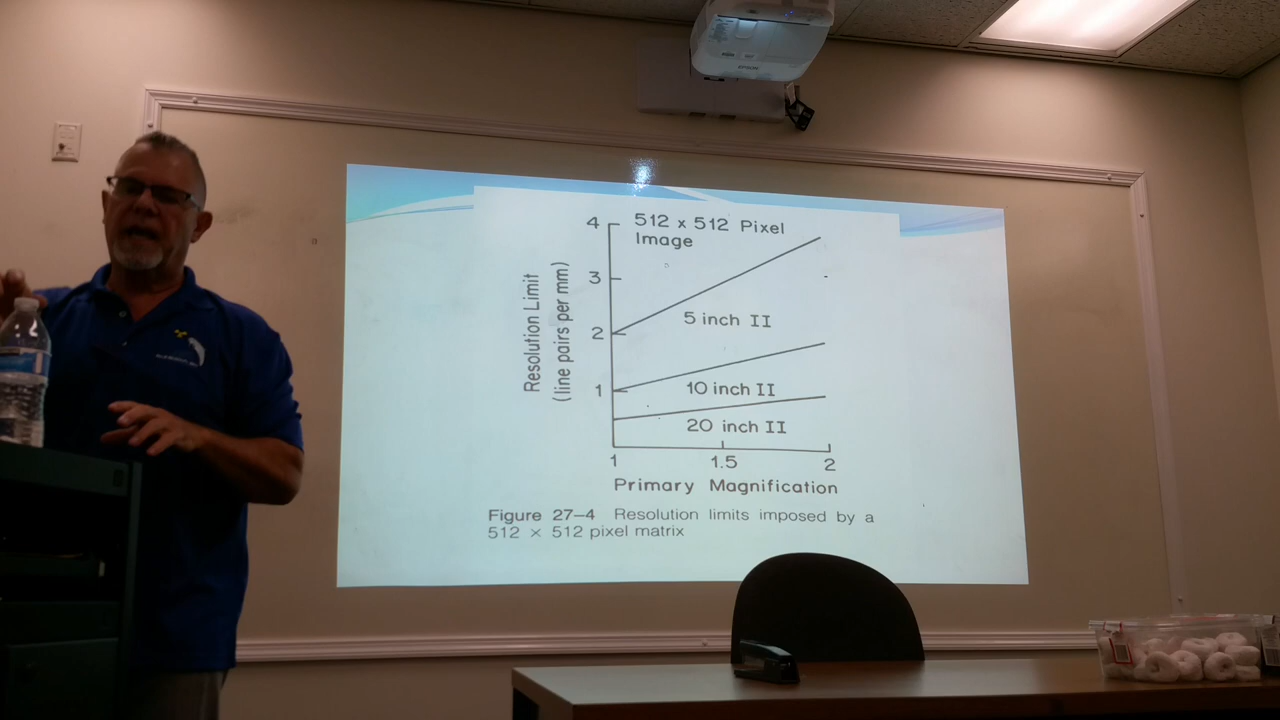 EPSON
4 512 x 512 Pixel
Image
3
2
1
Resolution Limit
(line pairs per mm)
5 inch II
10 inch II
20 inch II
1 1.5 2
Primary Magnification
Figure 27–4 Resolution limits imposed by a
512 × 512 pixel matrix